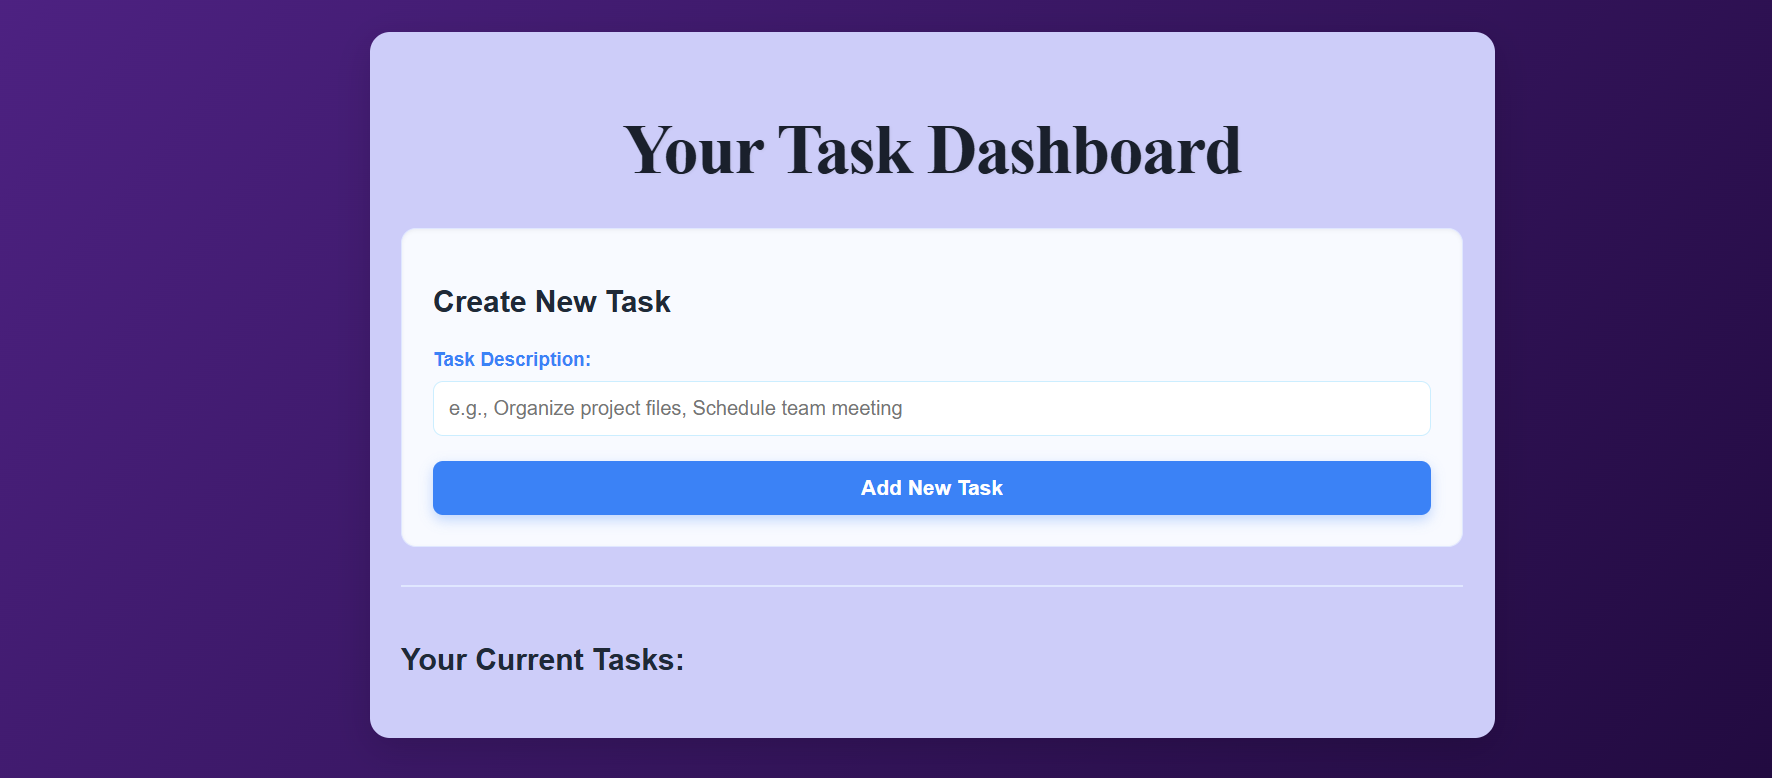 Your Task Dashboard
Create New Task
Task Description:
e.g., Organize project files, Schedule team meeting
Add New Task
Your Current Tasks: